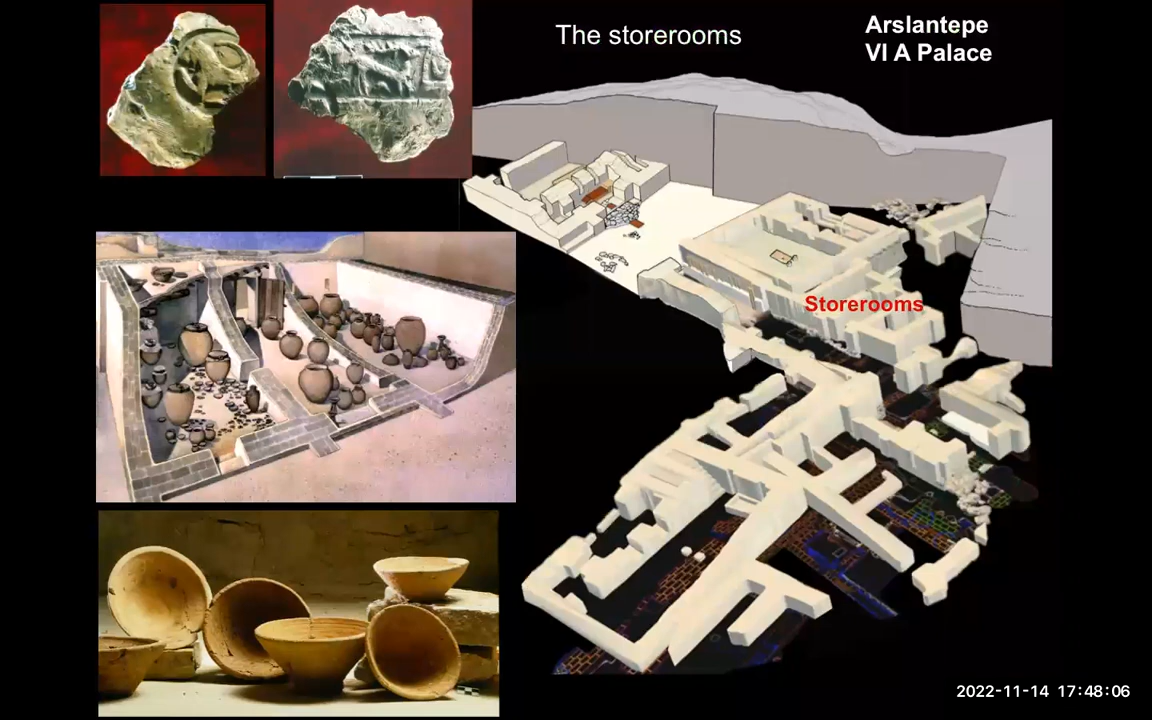 The storerooms
Arslantepe
VI A Palace
Storerooms
2022-11-14 17:48:06